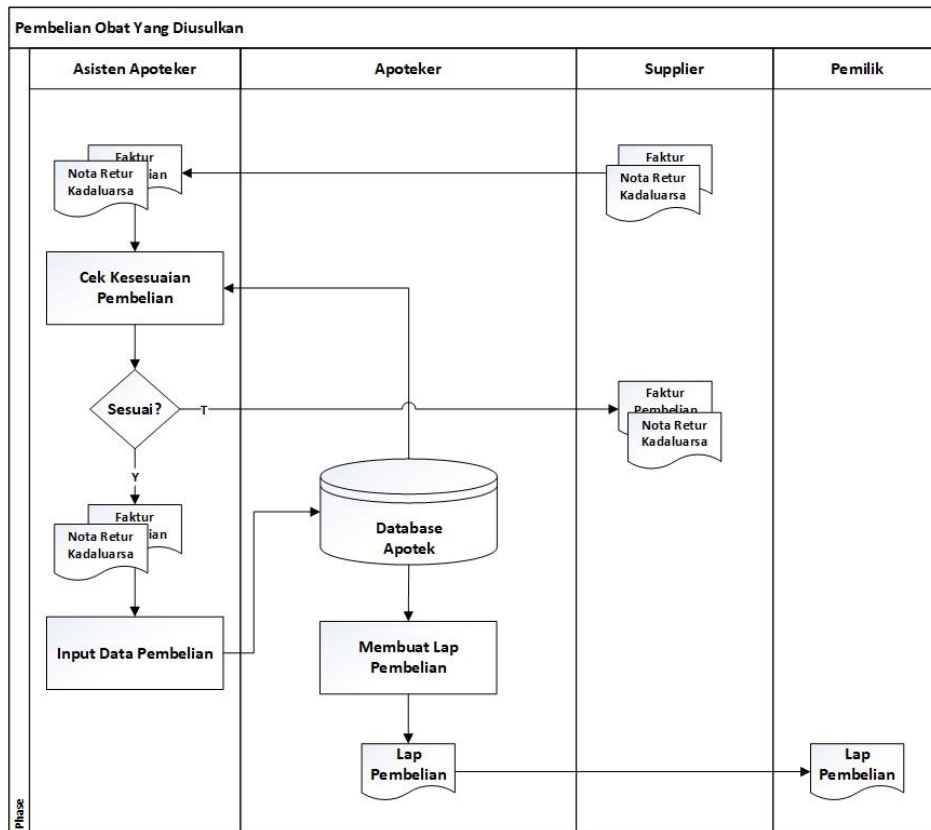 Pembelian Obat Yang Diusulkan
Phase
Asisten Apoteker
Apoteker
Supplier
Pemilik
Faktur
ian
Nota Retur
Kadaluarsa
Faktur
Nota Retur
Kadaluarsa
Cek Kesesuaian
Pembelian
Sesuai?
T
Faktur
Pembelian
Nota Retur
Kadaluarsa
Y
Faktur
ian
Nota Retur
Kadaluarsa
Database
Apotek
Input Data Pembelian
Membuat Lap
Pembelian
Lap
Pembelian
Lap
Pembelian